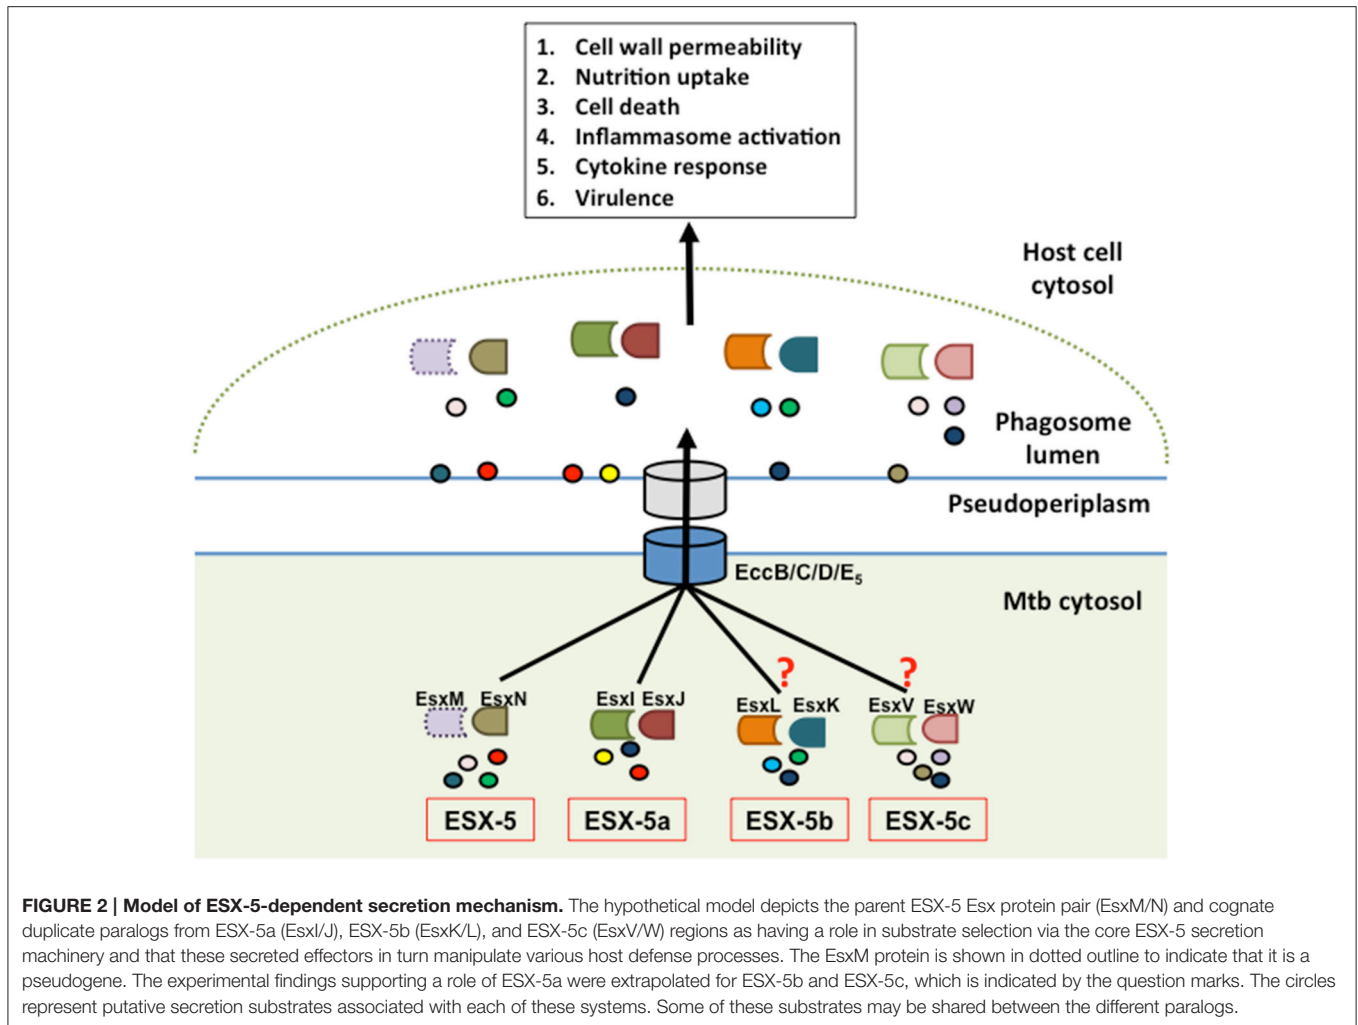 1. Cell wall permeability
2. Nutrition uptake
3. Cell death
4. Inflammasome activation
5. Cytokine response
6. Virulence
Host cell
cytosol
Phagosome
lumen
Pseudoperiplasm
EccB/C/D/E5
Mtb cytosol
? ?
EsxM EsxN EsxI EsxJ EsxL EsxK EsxV EsxW
ESX-5 ESX-5a ESX-5b ESX-5c
FIGURE 2 | Model of ESX-5-dependent secretion mechanism. The hypothetical model depicts the parent ESX-5 Esx protein pair (EsxM/N) and cognate
duplicate paralogs from ESX-5a (EsxI/J), ESX-5b (EsxK/L), and ESX-5c (EsxV/W) regions as having a role in substrate selection via the core ESX-5 secretion
machinery and that these secreted effectors in turn manipulate various host defense processes. The EsxM protein is shown in dotted outline to indicate that it is a
pseudogene. The experimental findings supporting a role of ESX-5a were extrapolated for ESX-5b and ESX-5c, which is indicated by the question marks. The circles
represent putative secretion substrates associated with each of these systems. Some of these substrates may be shared between the different paralogs.